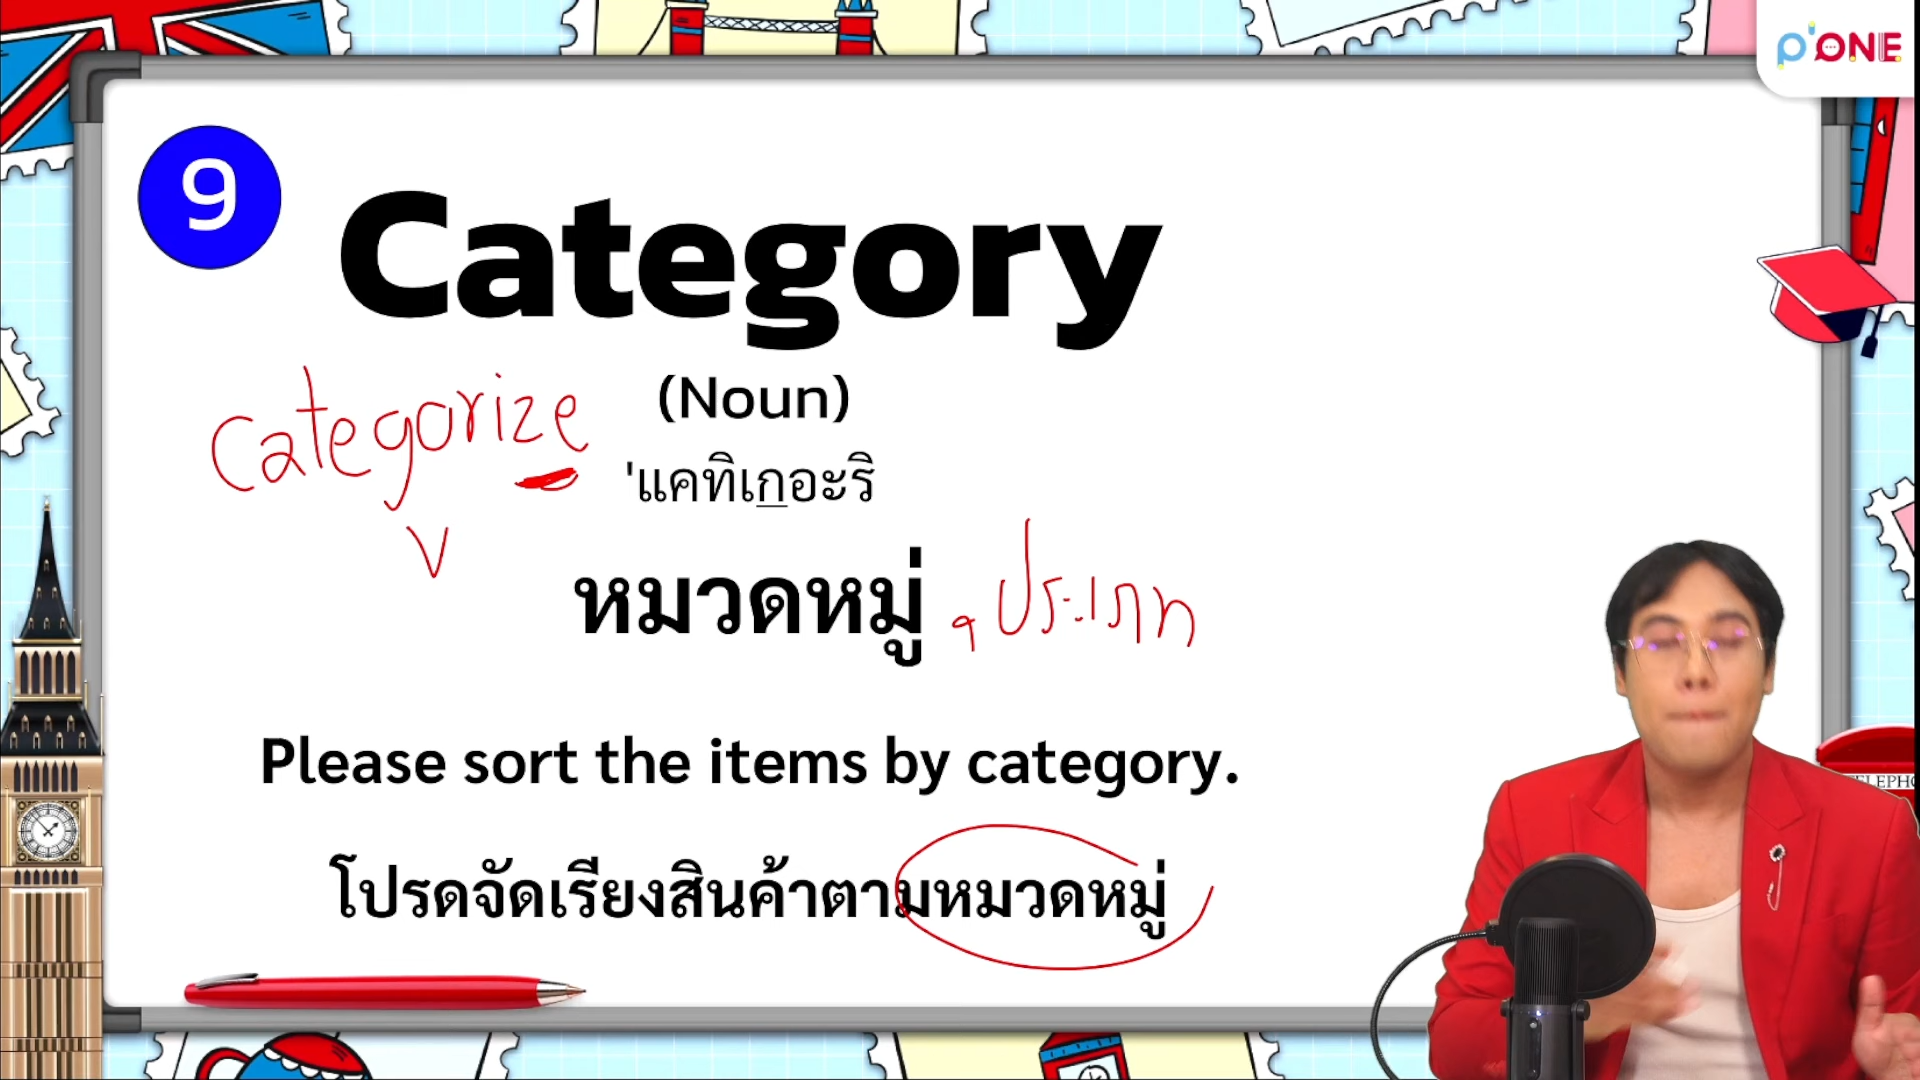 P'ONE
9
Category
categorize
(Noun)
'แคทิเกอะริ
V
หมวดหมู่ , ประเภท
Please sort the items by category.
โปรดจัดเรียงสินค้าตามหมวดหมู่